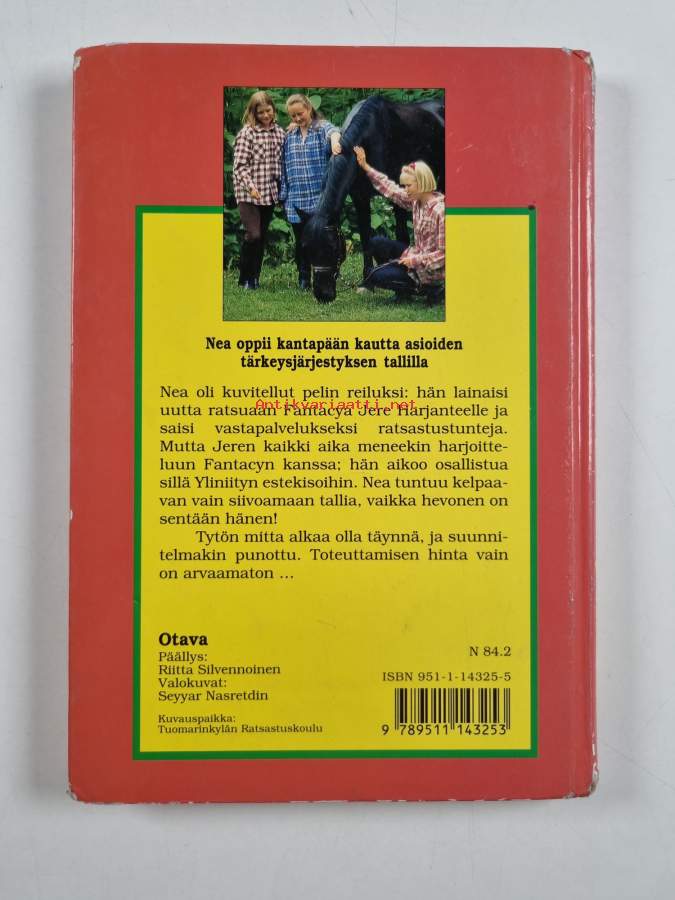 Nea oppii kantapään kautta asioiden
tärkeysjärjestyksen tallilla
Nea oli kuvitellut pelin reiluksi: hän lainaisi
Antikvariaatti.net
uutta ratsuaan Fantacya Jere Harjanteelle ja
saisi vastapalvelukseksi ratsastustunteja.
Mutta Jeren kaikki aika meneekin harjoitte-
luun Fantacyn kanssa; hän aikoo osallistua
sillä Yliniityn estekisoihin. Nea tuntuu kelpaa-
van vain siivoamaan tallia, vaikka hevonen on
sentään hänen!
Tytön mitta alkaa olla täynnä, ja suunni-
telmakin punottu. Toteuttamisen hinta vain
on arvaamaton ...
Otava
Päällys:
Riitta Silvennoinen
Valokuvat:
Seyyar Nasretdin
Kuvauspaikka:
Tuomarinkylän Ratsastuskoulu
N 84.2
ISBN 951-1-14325-5
9 789511 143253